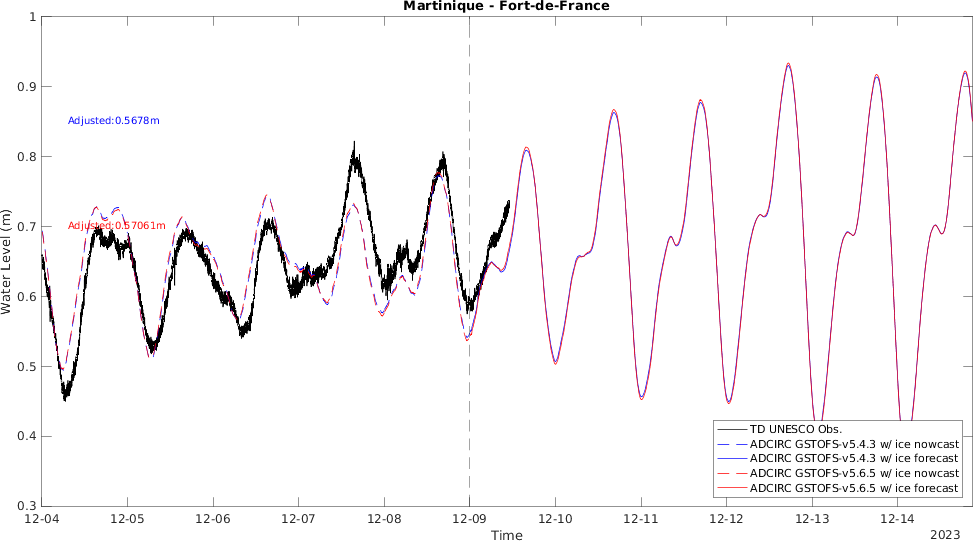 Martinique - Fort-de-France
1
0.9
0.8
0.7
0.6
0.5
0.4
0.3
Water Level (m)
Adjusted:0.5678m
Adjusted:0.57061m
TD UNESCO Obs.
ADCIRC GSTOFS-v5.4.3 w/ ice nowcast
ADCIRC GSTOFS-v5.4.3 w/ ice forecast
ADCIRC GSTOFS-v5.6.5 w/ ice nowcast
ADCIRC GSTOFS-v5.6.5 w/ ice forecast
12-04 12-05 12-06 12-07 12-08 12-09 12-10 12-11 12-12 12-13 12-14
Time
2023